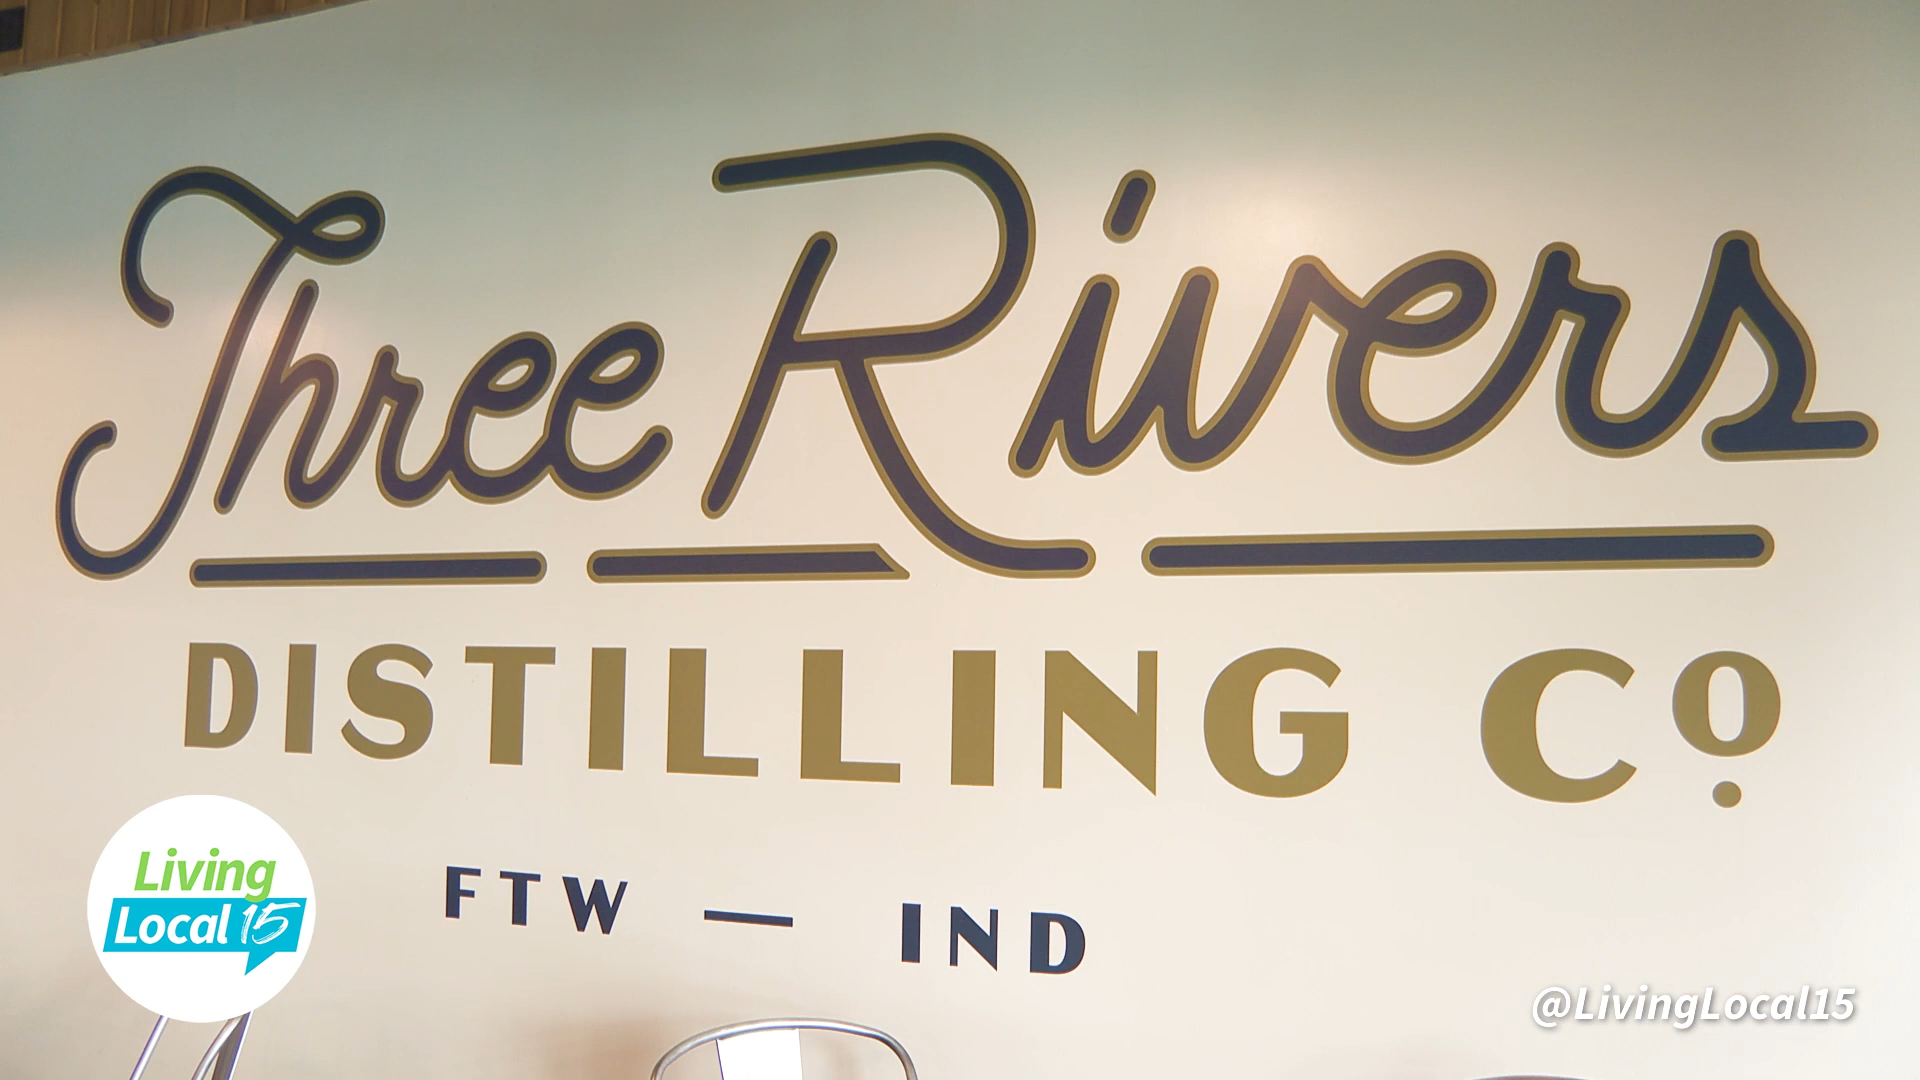 Three Rivers
DISTILLING Cº
FTW — IND
Living
Local 15
@LivingLocal15